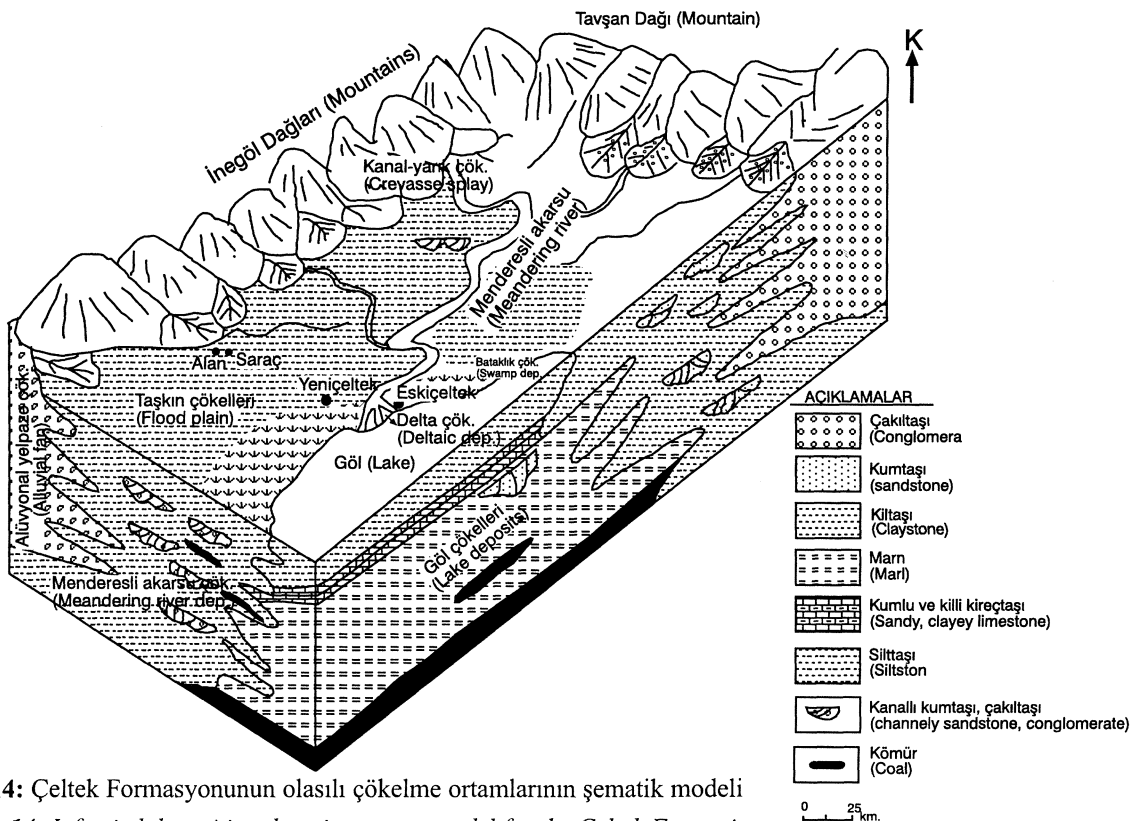 Tavşan Dağı (Mountain)
K
İnegöl Dağları (Mountains)
Kanal-yarık çök.
(Crevasse splay)
Menderesli akarsu
(Meandering river)
Alan
Saraç
Bataklık çök.
(Swamp dep.
Yeniçeltek
Eskiçeltek
Taşkın çökelleri
(Flood plain)
Delta çök.
(Deltaic dep.)
Göl (Lake)
Alüvyonal yelpaze çök.
(Alluvial fan)
Göl çökelleri
(Lake deposits)
Menderesli akarsu çök.
(Meandering river dep.
AÇIKLAMALAR
Çakıltaşı
(Conglomera
Kumtaşı
(sandstone)
Kiltaşı
(Claystone)
Marn
(Marl)
Kumlu ve killi kireçtaşı
(Sandy, clayey limestone)
Silttaşı
(Siltston
Kanallı kumtaşı, çakıltaşı
(channely sandstone, conglomerate)
Kömür
(Coal)
0 25 km.
4: Çeltek Formasyonunun olasılı çökelme ortamlarının şematik modeli